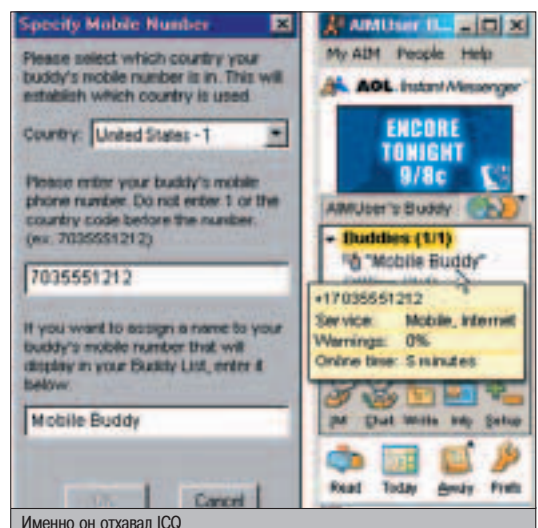 Specify Mobile Number
Please select which country your
buddy's mobile number is in. This will
establish which country is used
Country: United States - 1
Please enter your buddy's mobile
phone number. Do not enter 1 or the
country code before the number.
(ex. 7035551212)
7035551212
If you want to assign a name to your
buddy's mobile number that will
display in your Buddy List, enter it
below.
Mobile Buddy
Cancel
AIMUser
My AIM People Help
AOL Instant Messenger
ENCORE
TONIGHT
9/8c
AIMUser's Buddy
Buddies (1/1)
"Mobile Buddy"
+17035551212
Service: Mobile, Internet
Warnings: 0%
Online time: 5 minutes
IM Chat Write Info Setup
Read Today Away Prefs
Именно он отхавал ICQ